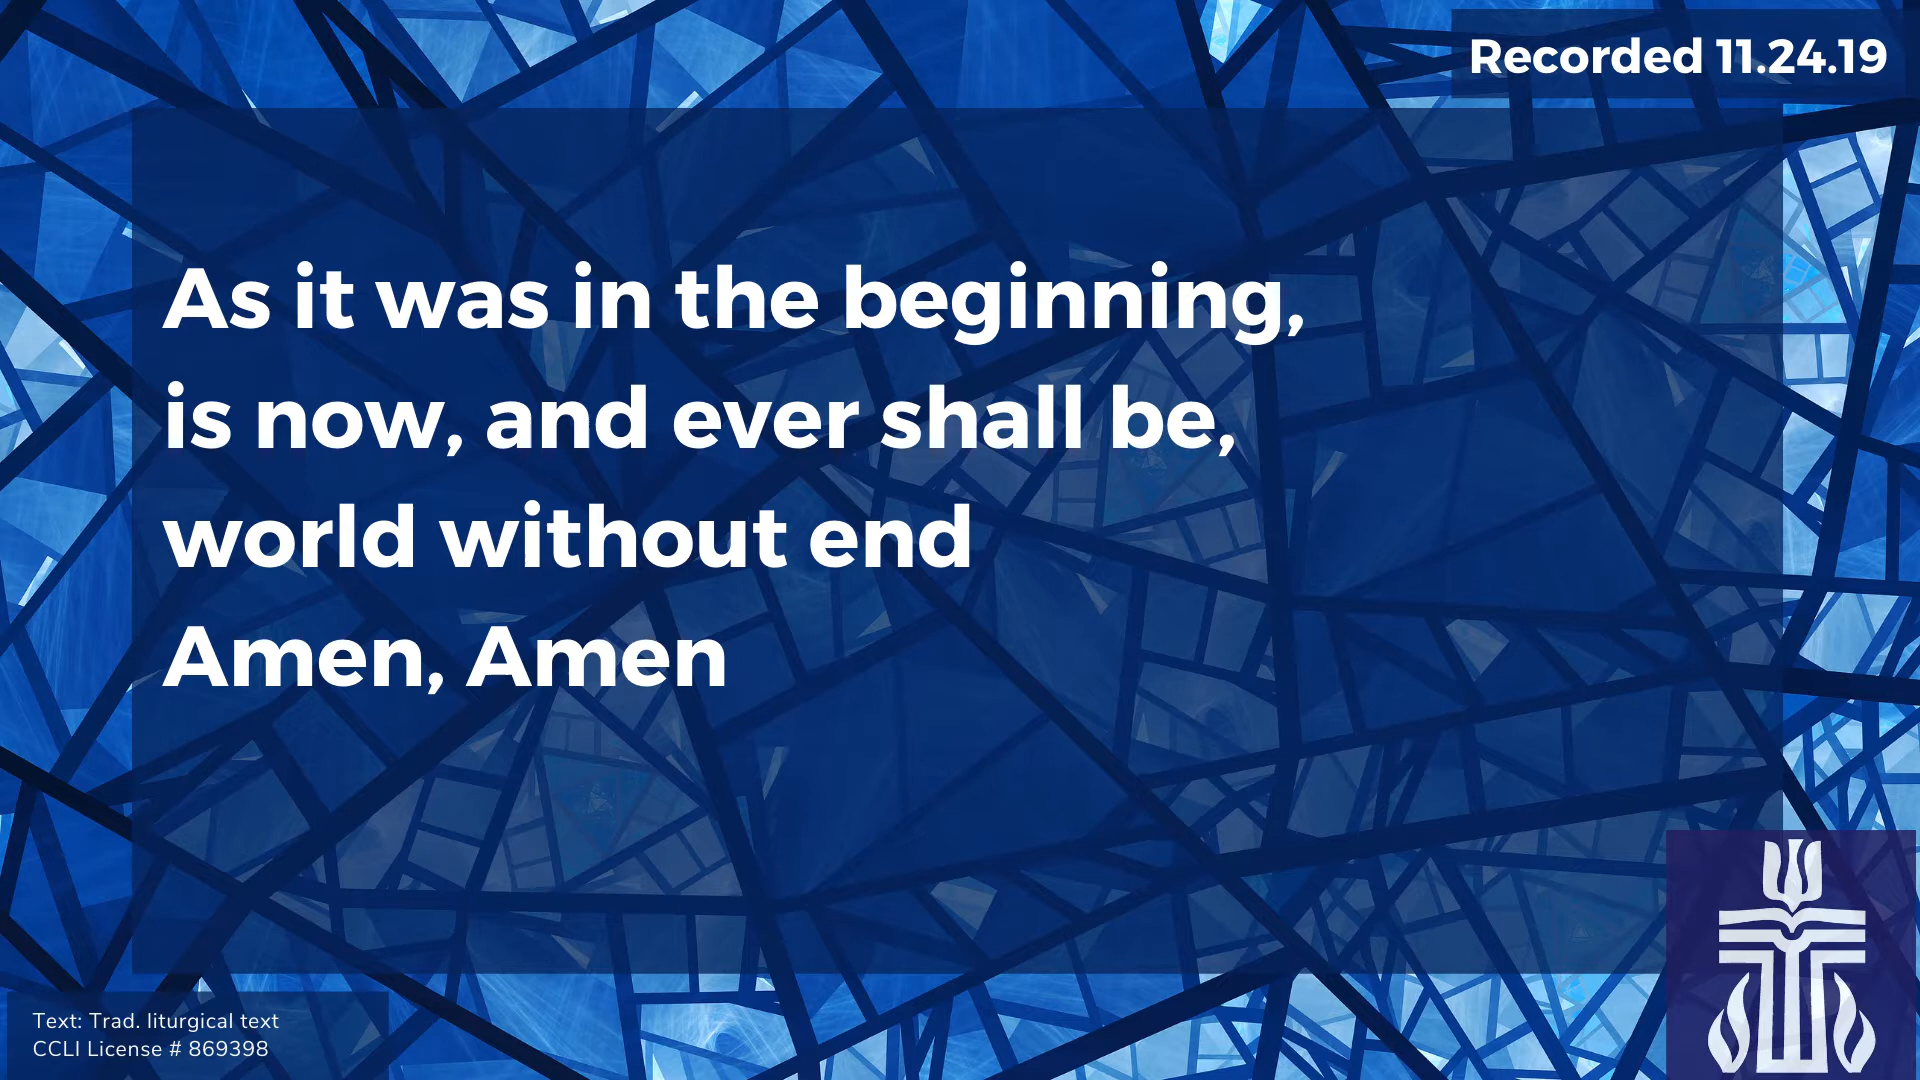 Recorded 11.24.19
As it was in the beginning,
is now, and ever shall be,
world without end
Amen, Amen
Text: Trad. liturgical text
CCLI License # 869398